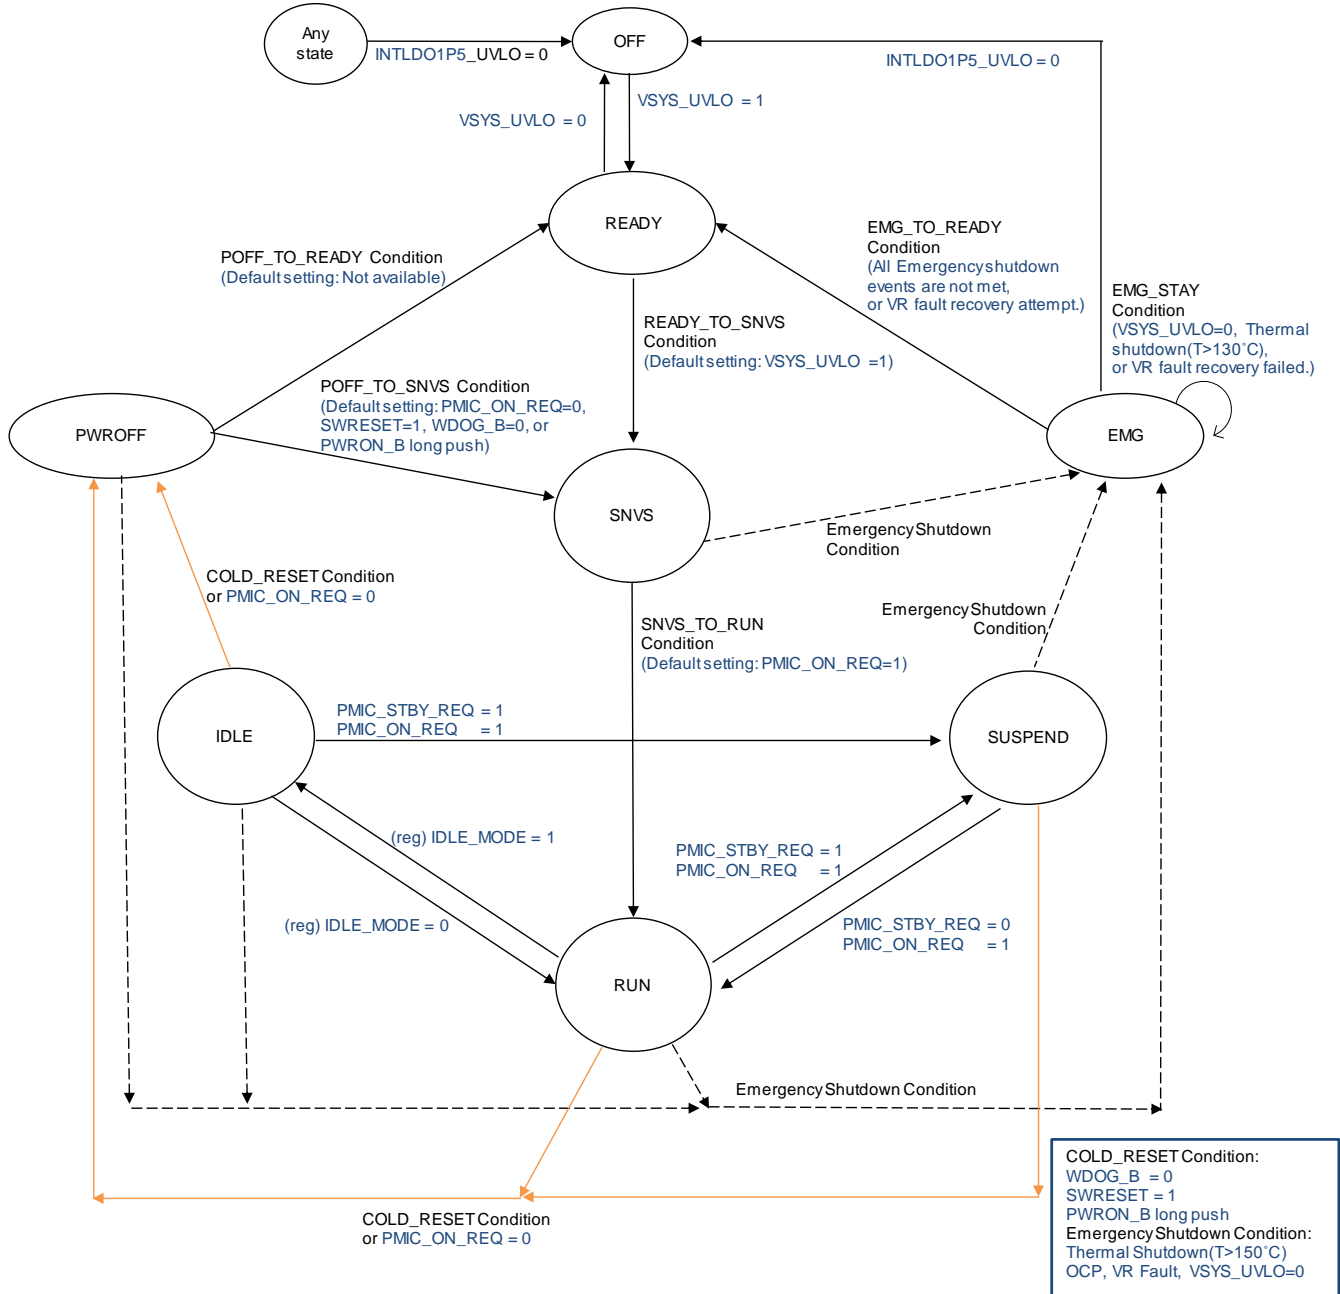 Any
state
OFF
INTLDO1P5_UVLO = 0
INTLDO1P5_UVLO = 0
VSYS_UVLO = 1
VSYS_UVLO = 0
READY
EMG_TO_READY
Condition
(All Emergency shutdown
events are not met,
or VR fault recovery attempt.)
POFF_TO_READY Condition
(Default setting: Not available)
EMG_STAY
Condition
(VSYS_UVLO=0, Thermal
shutdown(T>130°C),
or VR fault recovery failed.)
READY_TO_SNVS
Condition
(Default setting: VSYS_UVLO =1)
POFF_TO_SNVS Condition
(Default setting: PMIC_ON_REQ=0,
SWRESET=1, WDOG_B=0, or
PWRON_B long push)
PWROFF
EMG
SNVS
Emergency Shutdown
Condition
COLD_RESET Condition
or PMIC_ON_REQ = 0
Emergency Shutdown
Condition
SNVS_TO_RUN
Condition
(Default setting: PMIC_ON_REQ=1)
PMIC_STBY_REQ = 1
PMIC_ON_REQ = 1
IDLE
SUSPEND
(reg) IDLE_MODE = 1
PMIC_STBY_REQ = 1
PMIC_ON_REQ = 1
(reg) IDLE_MODE = 0
PMIC_STBY_REQ = 0
PMIC_ON_REQ = 1
RUN
Emergency Shutdown Condition
COLD_RESET Condition
or PMIC_ON_REQ = 0
COLD_RESET Condition:
WDOG_B = 0
SWRESET = 1
PWRON_B long push
Emergency Shutdown Condition:
Thermal Shutdown(T>150°C)
OCP, VR Fault, VSYS_UVLO=0